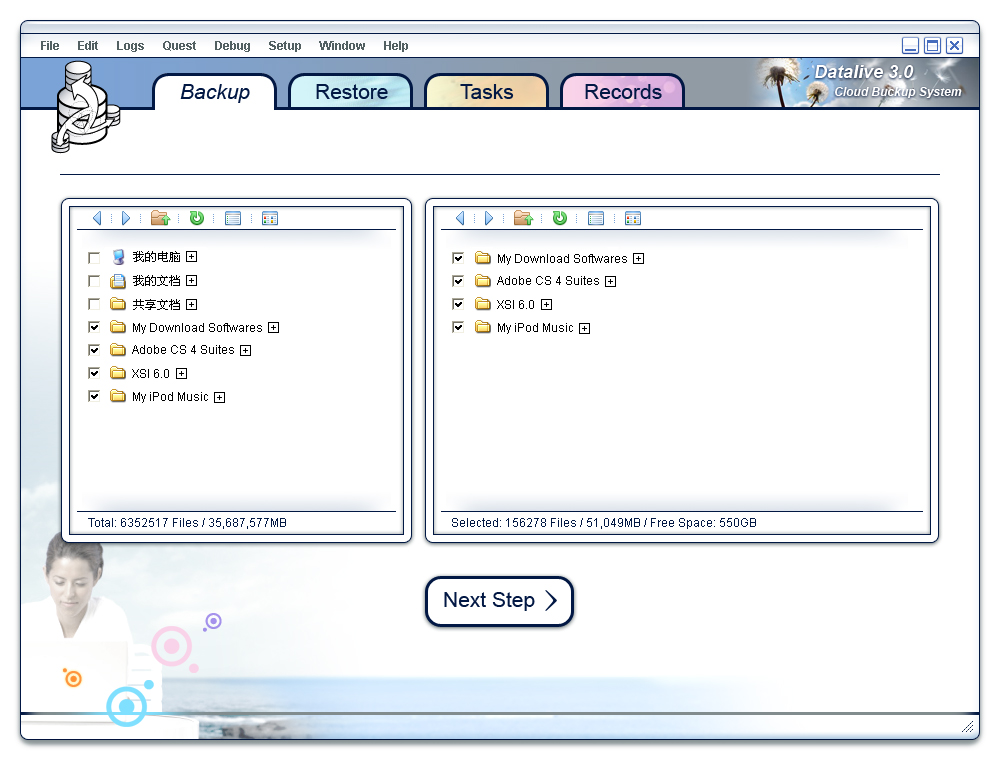 File Edit Logs Quest Debug Setup Window Help
Backup Restore Tasks Records
Datalive 3.0
Cloud Buckup System
我的电脑
我的文档
共享文档
My Download Softwares
Adobe CS 4 Suites
XSI 6.0
My iPod Music
Total: 6352517 Files / 35,687,577MB
My Download Softwares
Adobe CS 4 Suites
XSI 6.0
My iPod Music
Selected: 156278 Files / 51,049MB / Free Space: 550GB
Next Step